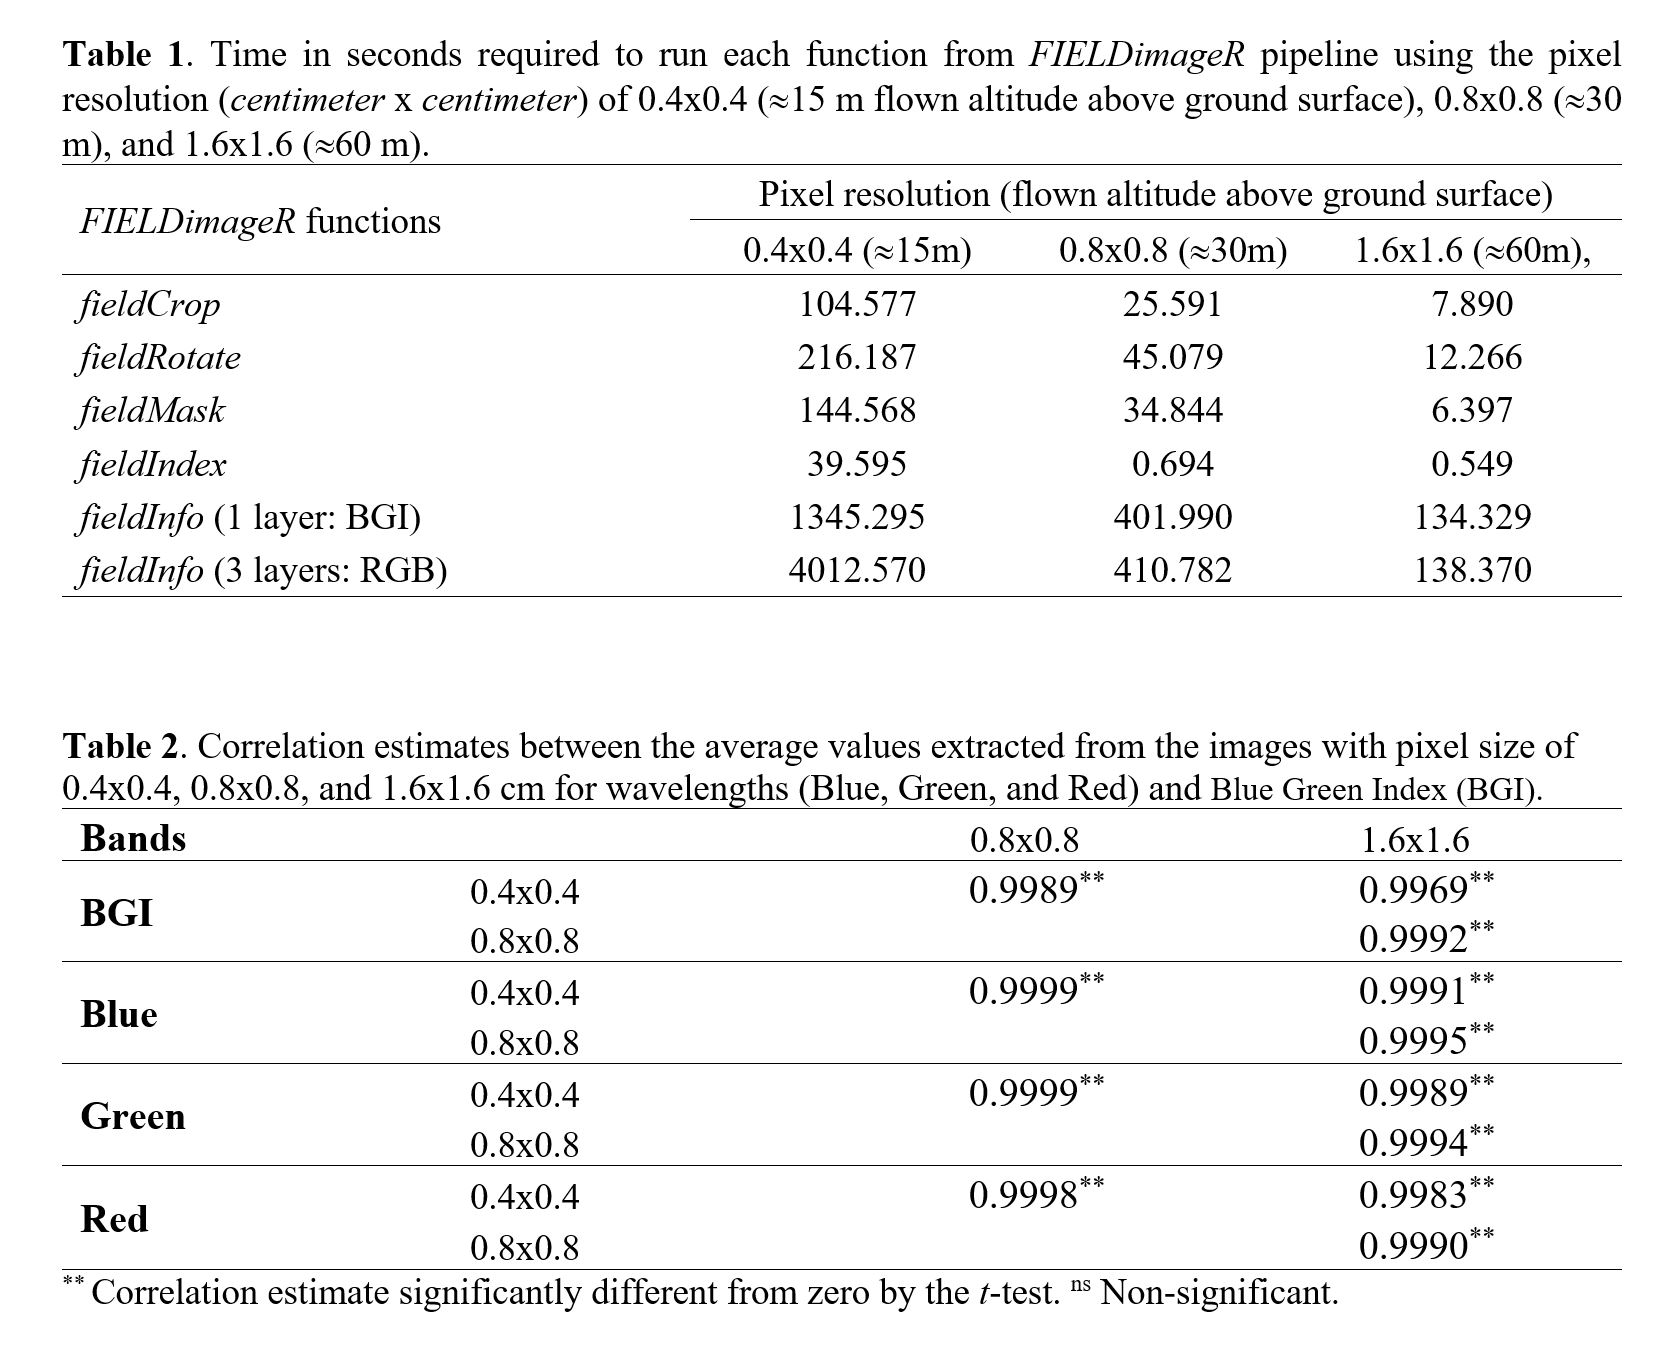 Table 1. Time in seconds required to run each function from FIELDimageR pipeline using the pixel
resolution (centimeter x centimeter) of 0.4x0.4 (≈15 m flown altitude above ground surface), 0.8x0.8 (≈30
m), and 1.6x1.6 (≈60 m).
FIELDimageR functions Pixel resolution (flown altitude above ground surface)
0.4x0.4 (≈15m) 0.8x0.8 (≈30m) 1.6x1.6 (≈60m),
fieldCrop 104.577 25.591 7.890
fieldRotate 216.187 45.079 12.266
fieldMask 144.568 34.844 6.397
fieldIndex 39.595 0.694 0.549
fieldInfo (1 layer: BGI) 1345.295 401.990 134.329
fieldInfo (3 layers: RGB) 4012.570 410.782 138.370
Table 2. Correlation estimates between the average values extracted from the images with pixel size of
0.4x0.4, 0.8x0.8, and 1.6x1.6 cm for wavelengths (Blue, Green, and Red) and Blue Green Index (BGI).
Bands 0.8x0.8 1.6x1.6
BGI 0.4x0.4 0.9989** 0.9969**
0.8x0.8 0.9992**
Blue 0.4x0.4 0.9999** 0.9991**
0.8x0.8 0.9995**
Green 0.4x0.4 0.9999** 0.9989**
0.8x0.8 0.9994**
Red 0.4x0.4 0.9998** 0.9983**
0.8x0.8 0.9990**
** Correlation estimate significantly different from zero by the t-test. ns Non-significant.